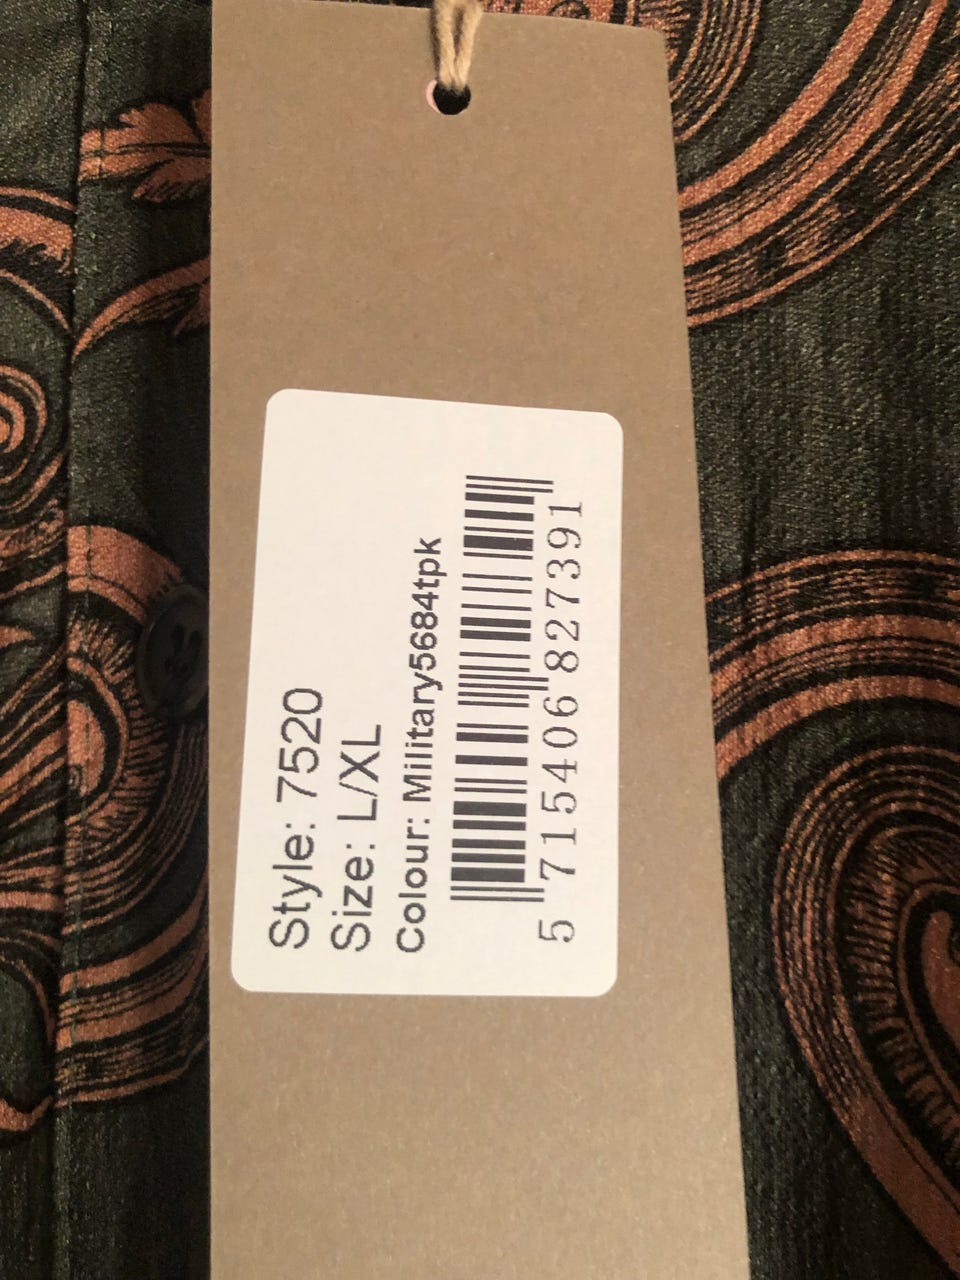 Style: 7520
Size: L/XL
Colour: Military5684tpk
5 715406 827391